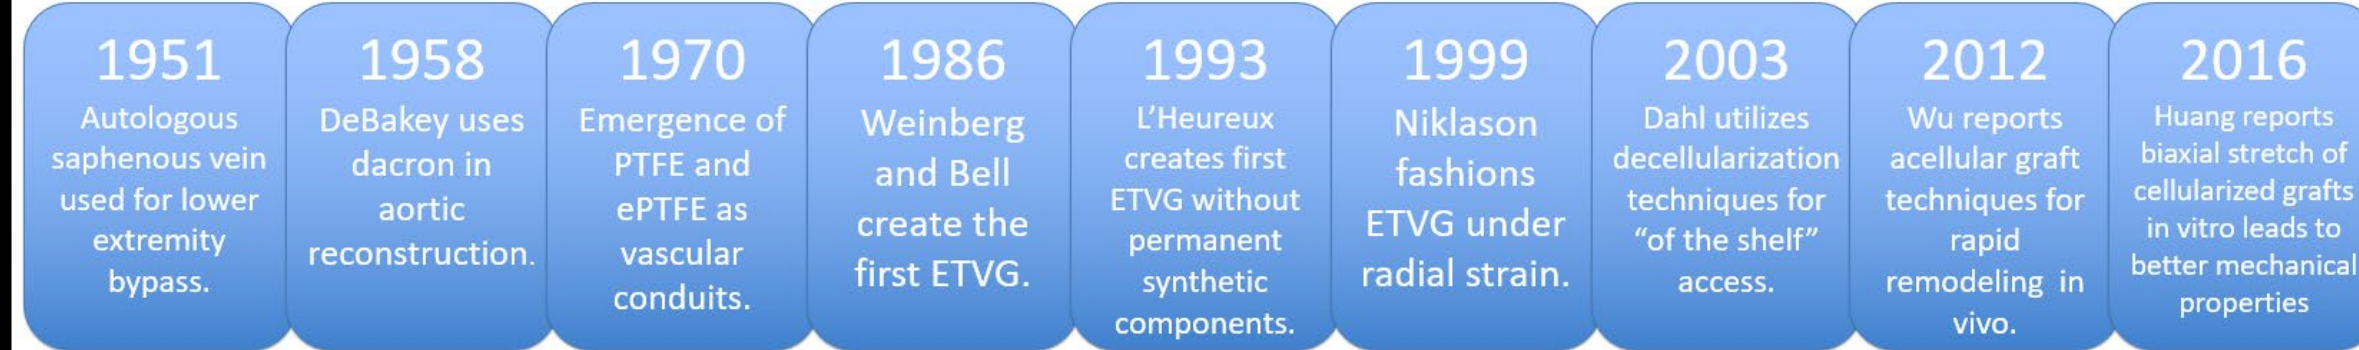 1951
Autologous
saphenous vein
used for lower
extremity
bypass.
1958
DeBakey uses
dacron in
aortic
reconstruction.
1970
Emergence of
PTFE and
ePTFE as
vascular
conduits.
1986
Weinberg
and Bell
create the
first ETVG.
1993
L’Heureux
creates first
ETVG without
permanent
synthetic
components.
1999
Niklason
fashions
ETVG under
radial strain.
2003
Dahl utilizes
decellularization
techniques for
“of the shelf”
access.
2012
Wu reports
acellular graft
techniques for
rapid
remodeling in
vivo.
2016
Huang reports
biaxial stretch of
cellularized grafts
in vitro leads to
better mechanical
properties